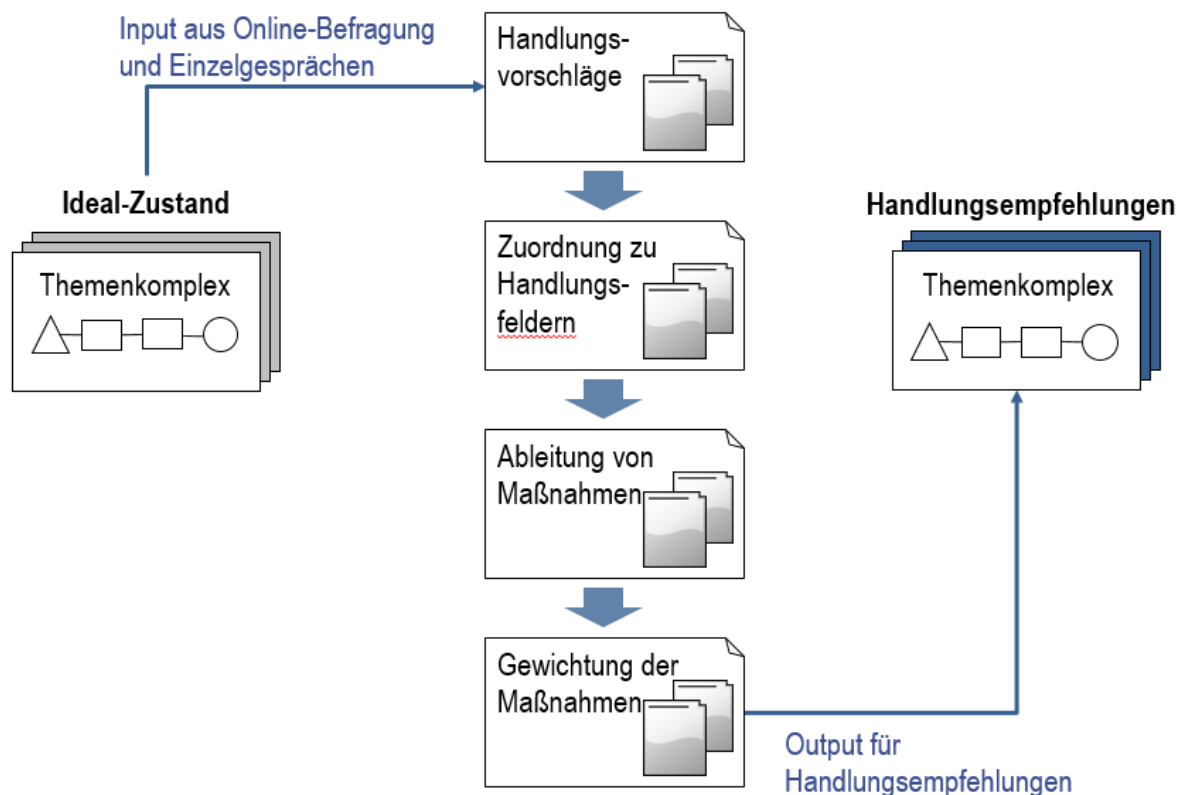 Input aus Online-Befragung
und Einzelgesprächen
Handlungs-
vorschläge
Ideal-Zustand
Themenkomplex
Zuordnung zu
Handlungs-
feldern
Handlungsempfehlungen
Themenkomplex
Ableitung von
Maßnahmen
Gewichtung der
Maßnahmen
Output für
Handlungsempfehlungen